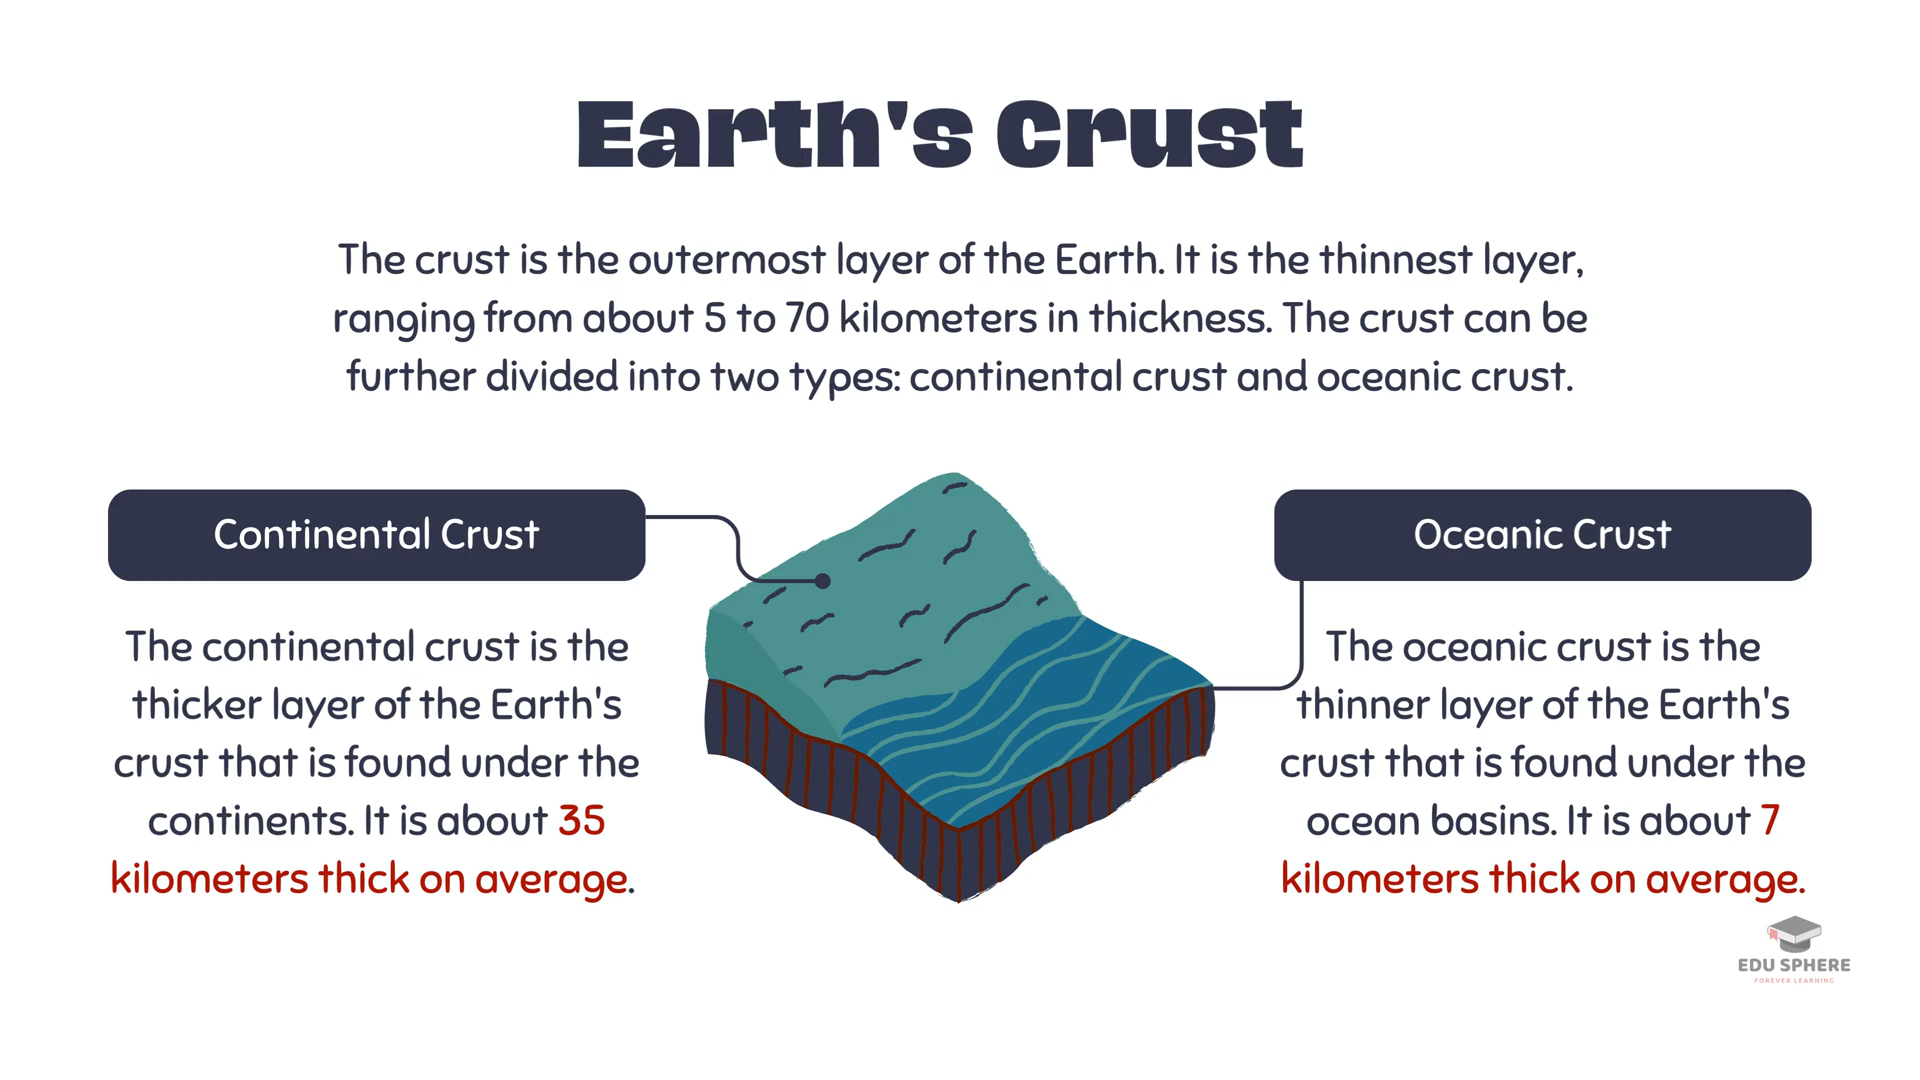 Earth's Crust
The crust is the outermost layer of the Earth. It is the thinnest layer,
ranging from about 5 to 70 kilometers in thickness. The crust can be
further divided into two types: continental crust and oceanic crust.
Continental Crust
The continental crust is the
thicker layer of the Earth's
crust that is found under the
continents. It is about 35
kilometers thick on average.
Oceanic Crust
The oceanic crust is the
thinner layer of the Earth's
crust that is found under the
ocean basins. It is about 7
kilometers thick on average.
EDU SPHERE
FOREVER LEARNING